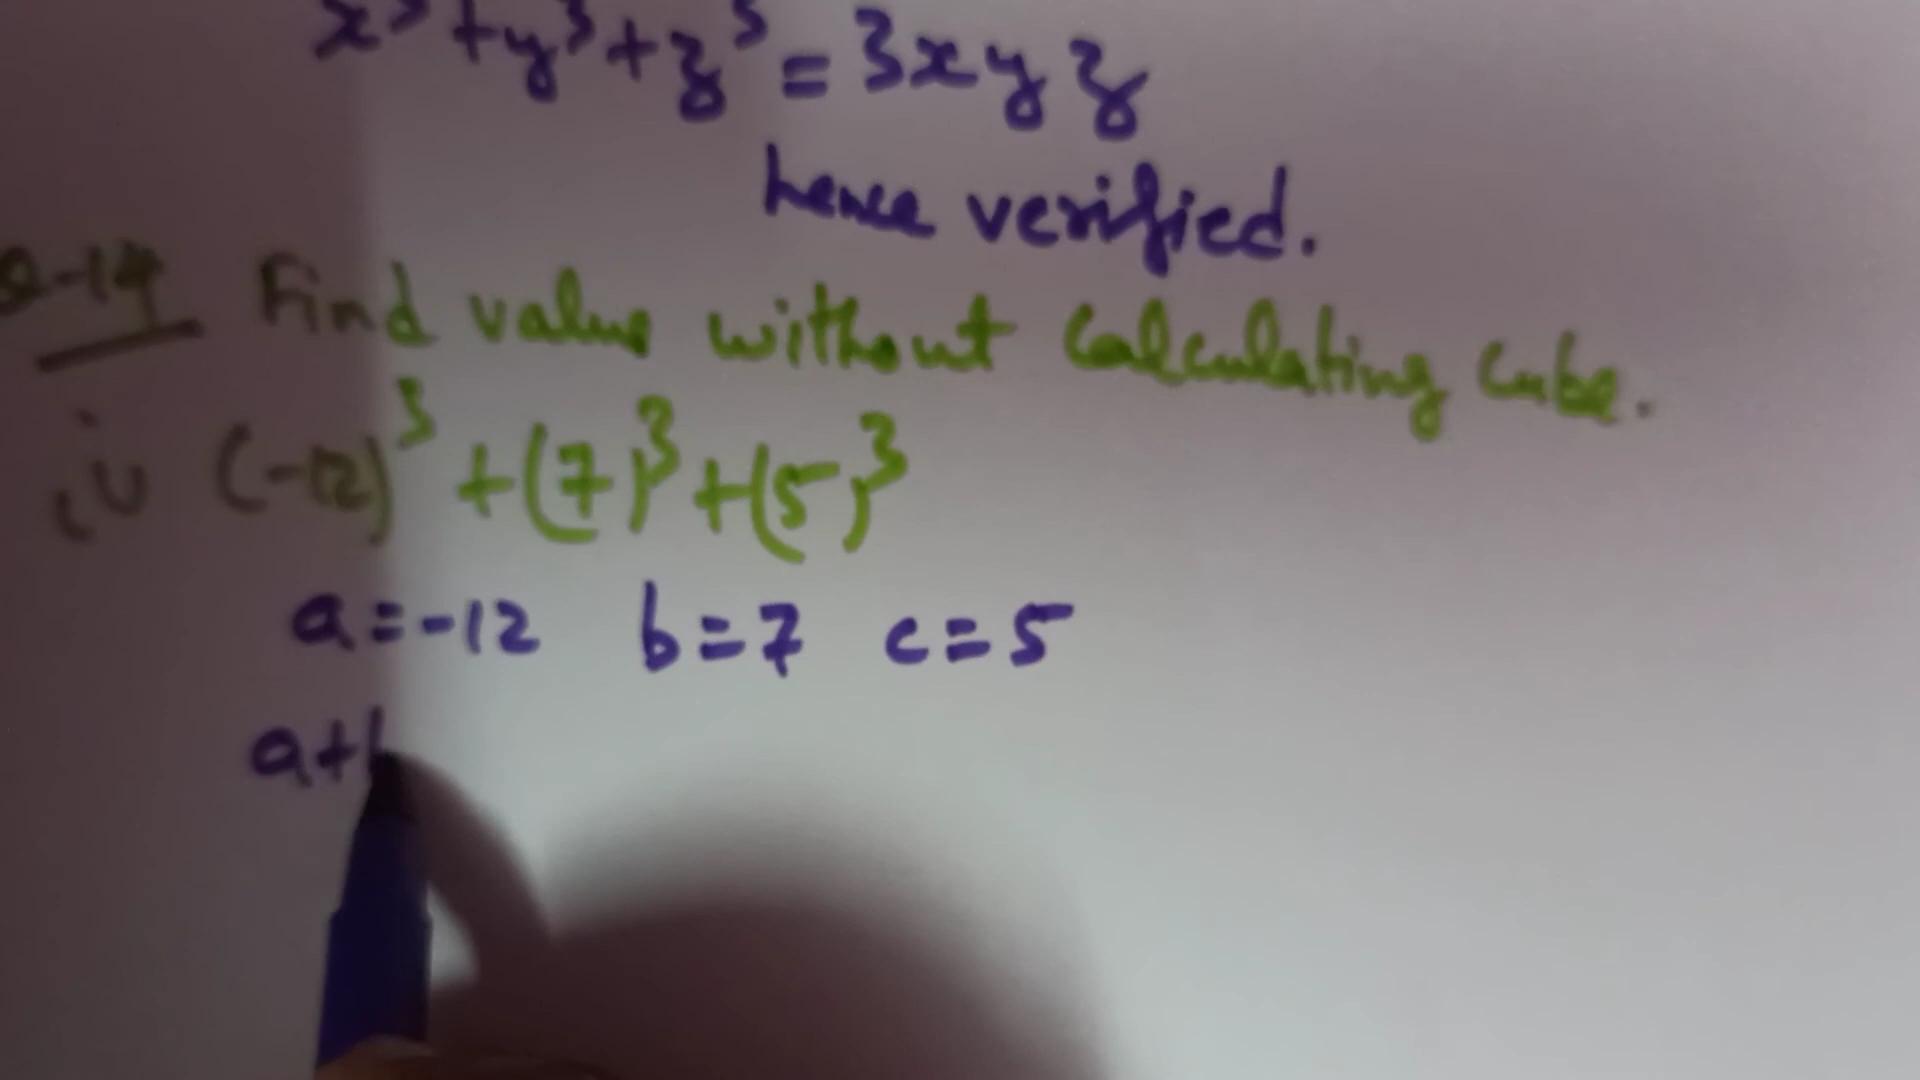 x³+y³+z³=3xyz
hence verified.
Q-14 Find value without calculating cube.
i) (-12)³+(7)³+(5)³
a=-12 b=7 c=5
a+b